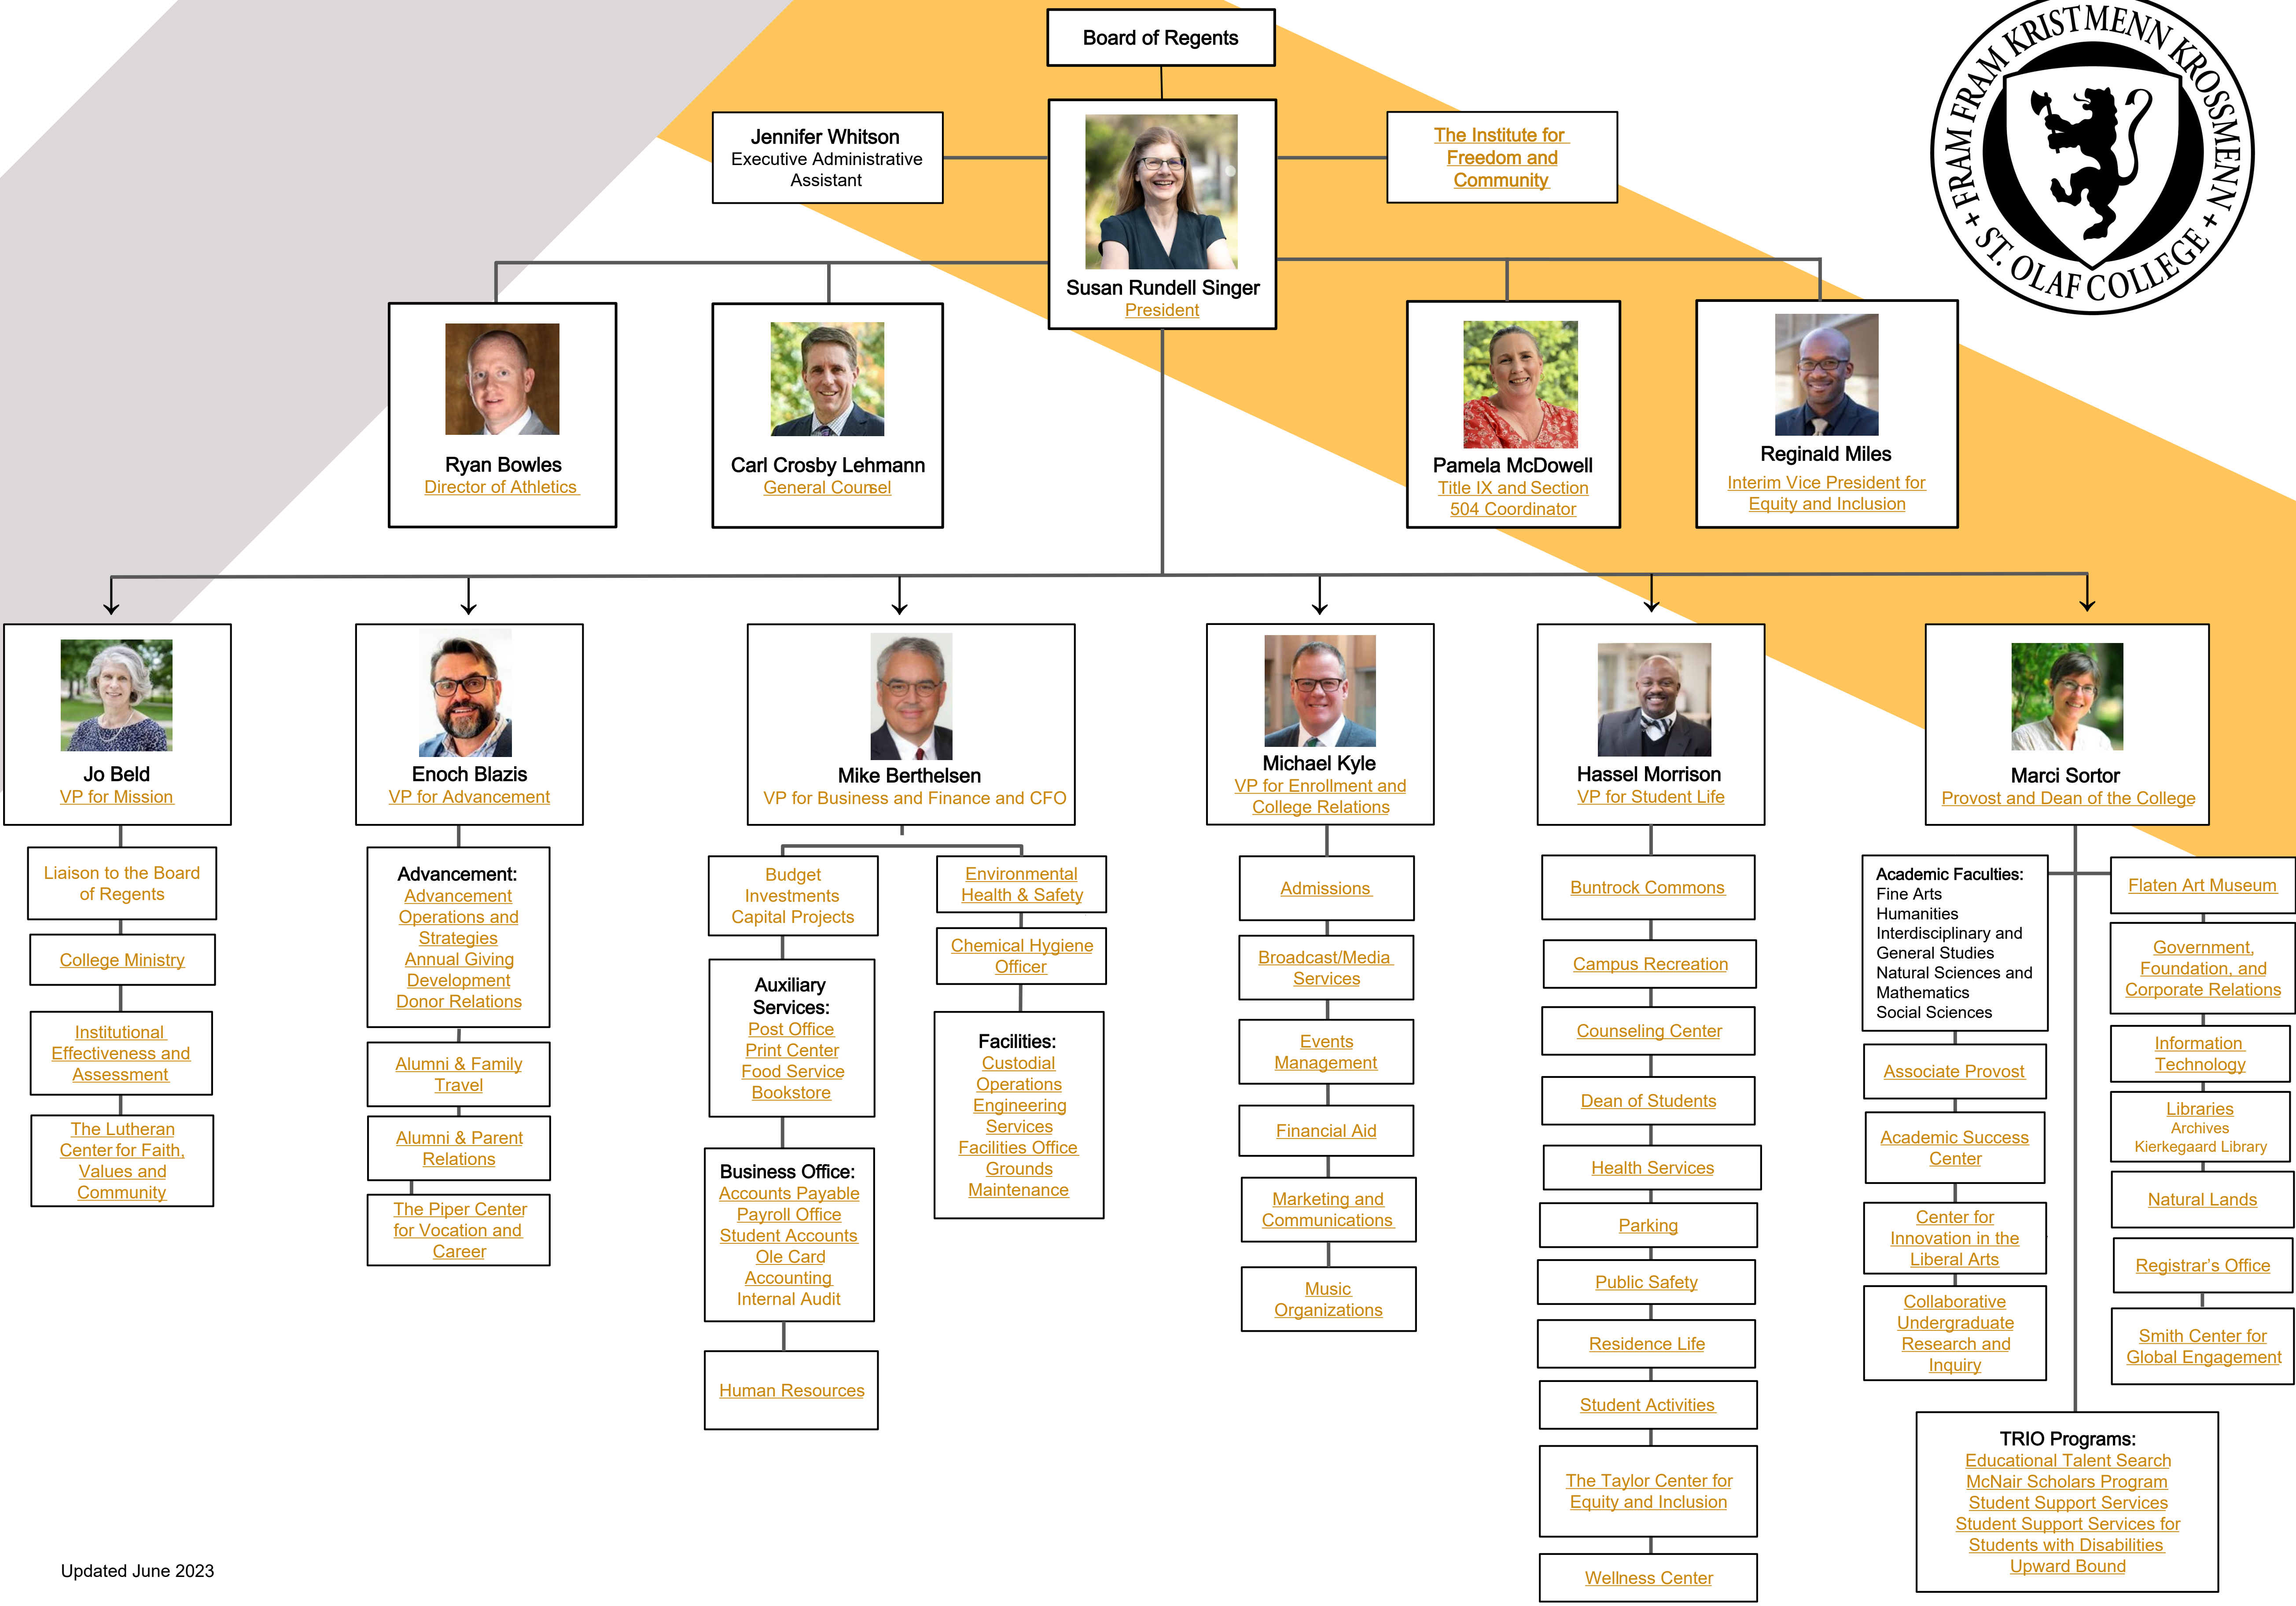 Board of Regents
FRAM FRAM KRISTMENN KROSSMENN
ST. OLAF COLLEGE
Jennifer Whitson
Executive Administrative
Assistant
The Institute for
Freedom and
Community
Susan Rundell Singer
President
Ryan Bowles
Director of Athletics
Carl Crosby Lehmann
General Counsel
Pamela McDowell
Title IX and Section
504 Coordinator
Reginald Miles
Interim Vice President for
Equity and Inclusion
Jo Beld
VP for Mission
Enoch Blazis
VP for Advancement
Mike Berthelsen
VP for Business and Finance and CFO
Michael Kyle
VP for Enrollment and
College Relations
Hassel Morrison
VP for Student Life
Marci Sortor
Provost and Dean of the College
Liaison to the Board
of Regents
College Ministry
Institutional
Effectiveness and
Assessment
The Lutheran
Center for Faith,
Values and
Community
Advancement:
Advancement
Operations and
Strategies
Annual Giving
Development
Donor Relations
Alumni & Family
Travel
Alumni & Parent
Relations
The Piper Center
for Vocation and
Career
Budget
Investments
Capital Projects
Auxiliary
Services:
Post Office
Print Center
Food Service
Bookstore
Business Office:
Accounts Payable
Payroll Office
Student Accounts
Ole Card
Accounting
Internal Audit
Human Resources
Environmental
Health & Safety
Chemical Hygiene
Officer
Facilities:
Custodial
Operations
Engineering
Services
Facilities Office
Grounds
Maintenance
Admissions
Broadcast/Media
Services
Events
Management
Financial Aid
Marketing and
Communications
Music
Organizations
Buntrock Commons
Campus Recreation
Counseling Center
Dean of Students
Health Services
Parking
Public Safety
Residence Life
Student Activities
The Taylor Center for
Equity and Inclusion
Wellness Center
Academic Faculties:
Fine Arts
Humanities
Interdisciplinary and
General Studies
Natural Sciences and
Mathematics
Social Sciences
Associate Provost
Academic Success
Center
Center for
Innovation in the
Liberal Arts
Collaborative
Undergraduate
Research and
Inquiry
Flaten Art Museum
Government,
Foundation, and
Corporate Relations
Information
Technology
Libraries
Archives
Kierkegaard Library
Natural Lands
Registrar's Office
Smith Center for
Global Engagement
TRIO Programs:
Educational Talent Search
McNair Scholars Program
Student Support Services
Student Support Services for
Students with Disabilities
Upward Bound
Updated June 2023